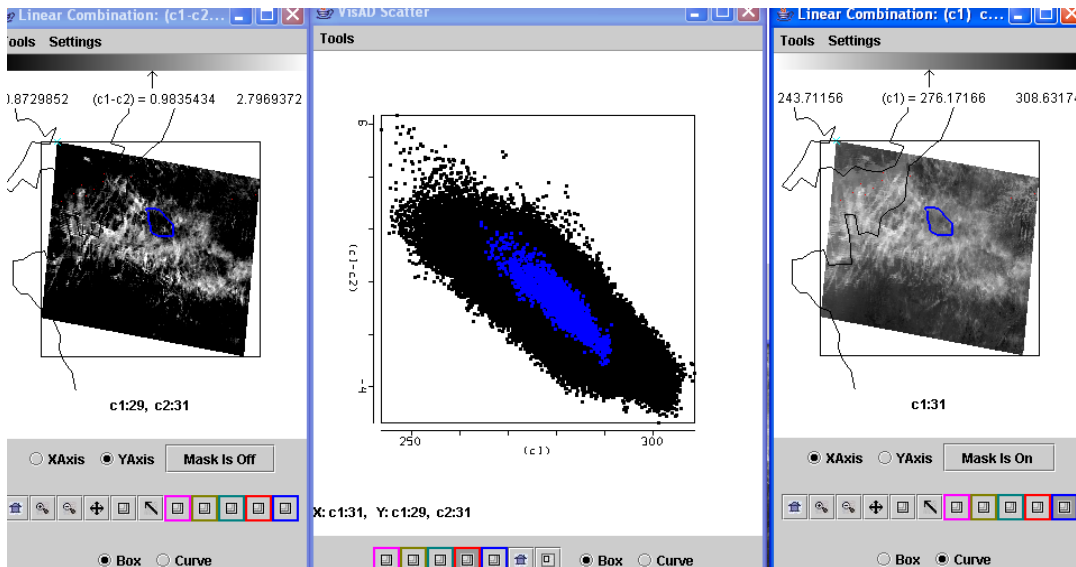 Linear Combination: (c1-c2...
Tools Settings
0.8729852 (c1-c2) = 0.9835434 2.7969372
c1:29, c2:31
XAxis YAxis Mask Is Off
Box Curve
VisAD Scatter
Tools
6
(c1-c2)
-4
250 300
(c1)
X: c1:31, Y: c1:29, c2:31
Box Curve
Linear Combination: (c1) c...
Tools Settings
243.71156 (c1) = 276.17166 308.63174
c1:31
XAxis YAxis Mask Is On
Box Curve